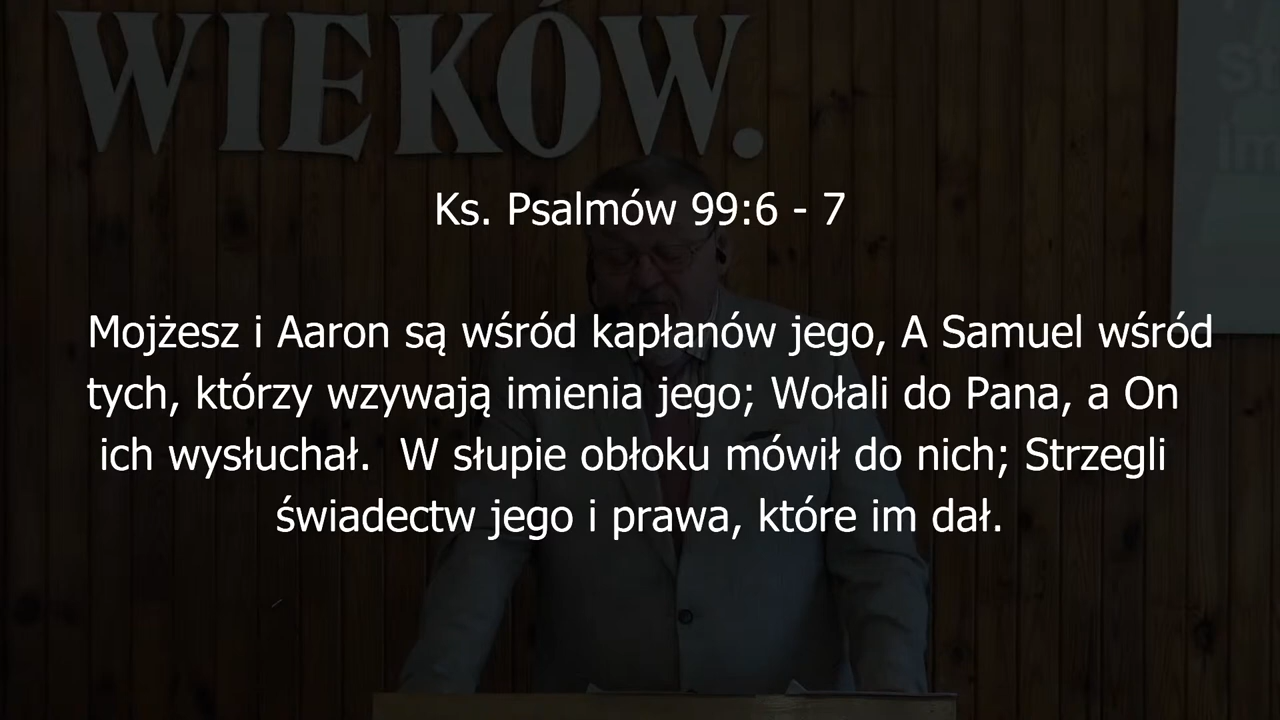 WIEKÓW.
Ks. Psalmów 99:6 - 7
Mojżesz i Aaron są wśród kapłanów jego, A Samuel wśród
tych, którzy wzywają imienia jego; Wołali do Pana, a On
ich wysłuchał.  W słupie obłoku mówił do nich; Strzegli
świadectw jego i prawa, które im dał.